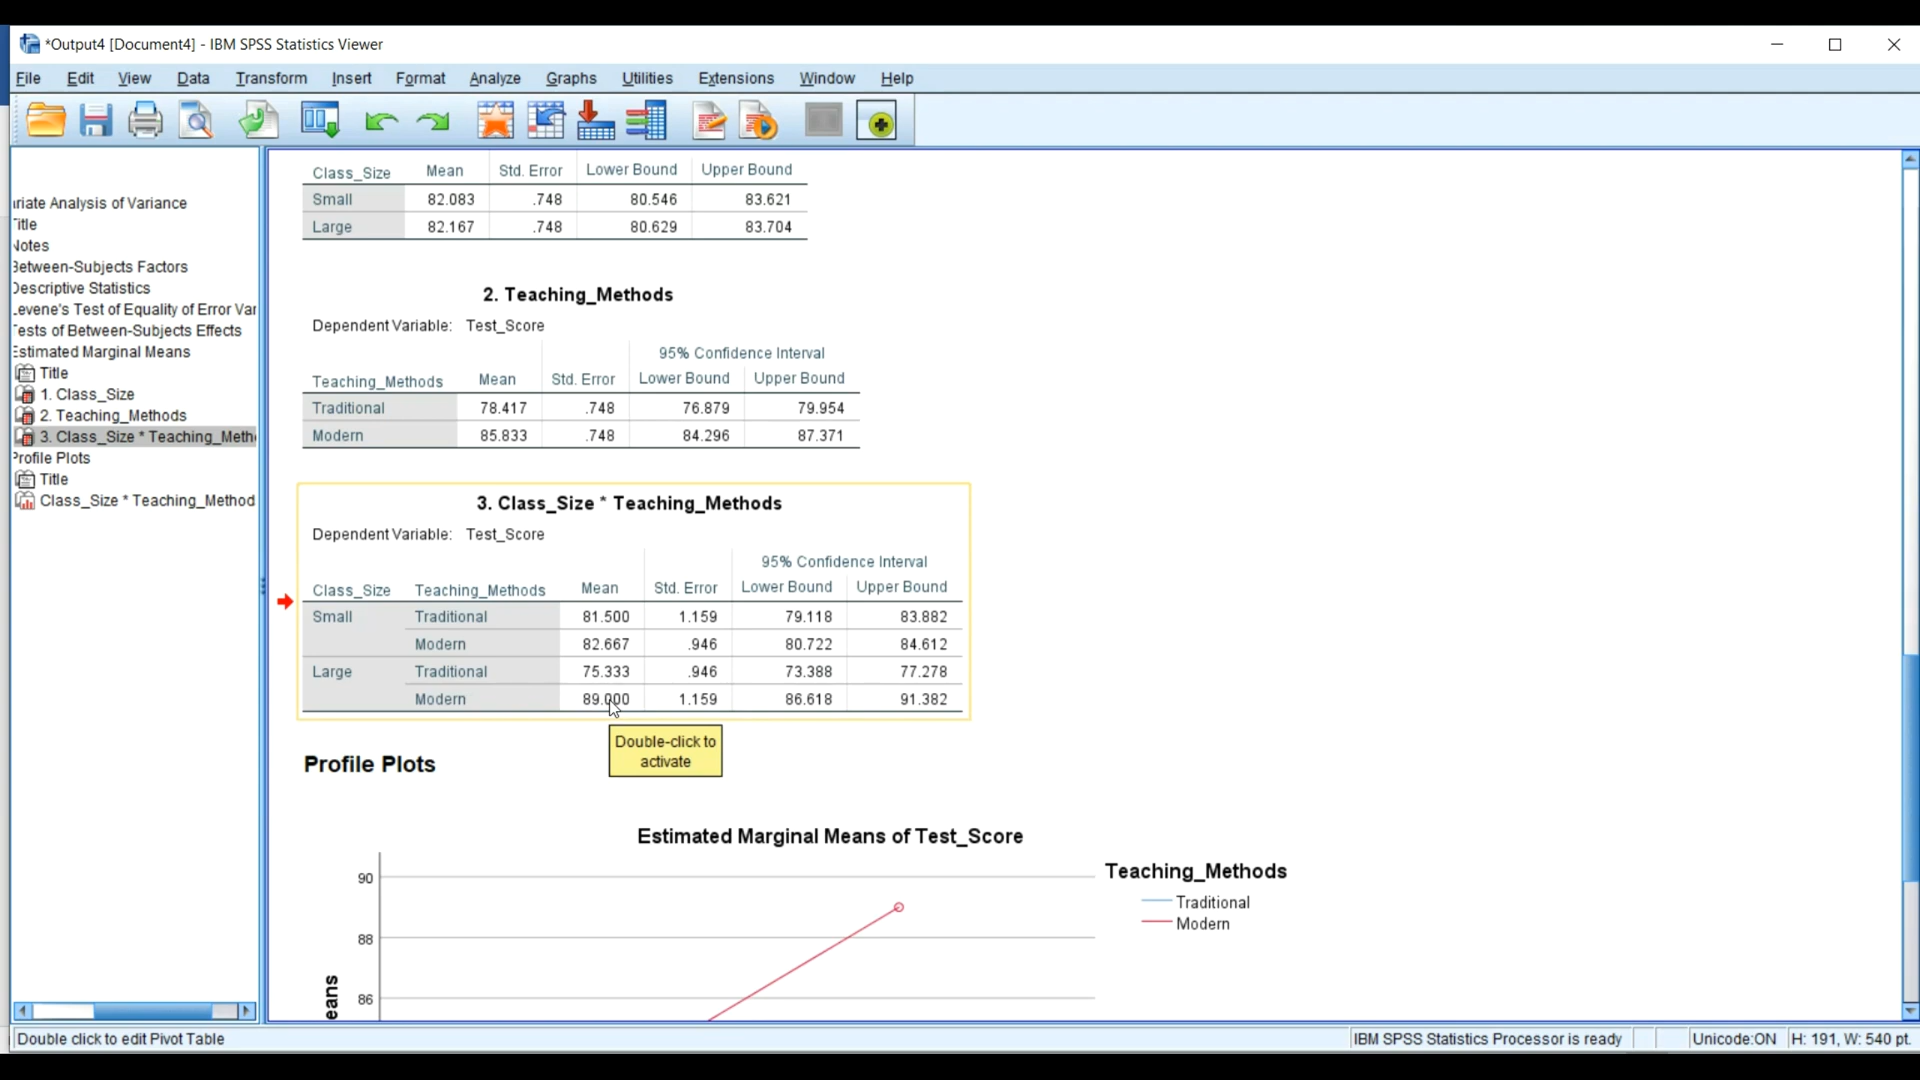 *Output4 [Document4] - IBM SPSS Statistics Viewer
File Edit View Data Transform Insert Format Analyze Graphs Utilities Extensions Window Help
ariate Analysis of Variance
Title
Notes
Between-Subjects Factors
Descriptive Statistics
Levene's Test of Equality of Error Var
Tests of Between-Subjects Effects
Estimated Marginal Means
Title
1. Class_Size
2. Teaching_Methods
3. Class_Size * Teaching_Meth
Profile Plots
Title
Class_Size * Teaching_Method
Class_Size Mean Std. Error Lower Bound Upper Bound
Small 82.083 .748 80.546 83.621
Large 82.167 .748 80.629 83.704
2. Teaching_Methods
Dependent Variable: Test_Score
95% Confidence Interval
Teaching_Methods Mean Std. Error Lower Bound Upper Bound
Traditional 78.417 .748 76.879 79.954
Modern 85.833 .748 84.296 87.371
3. Class_Size * Teaching_Methods
Dependent Variable: Test_Score
95% Confidence Interval
Class_Size Teaching_Methods Mean Std. Error Lower Bound Upper Bound
Small Traditional 81.500 1.159 79.118 83.882
Modern 82.667 .946 80.722 84.612
Large Traditional 75.333 .946 73.388 77.278
Modern 89.000 1.159 86.618 91.382
Double-click to
activate
Profile Plots
Estimated Marginal Means of Test_Score
90
88
86
eans
Teaching_Methods
Traditional
Modern
Double click to edit Pivot Table
IBM SPSS Statistics Processor is ready
Unicode:ON
H: 191, W: 540 pt.